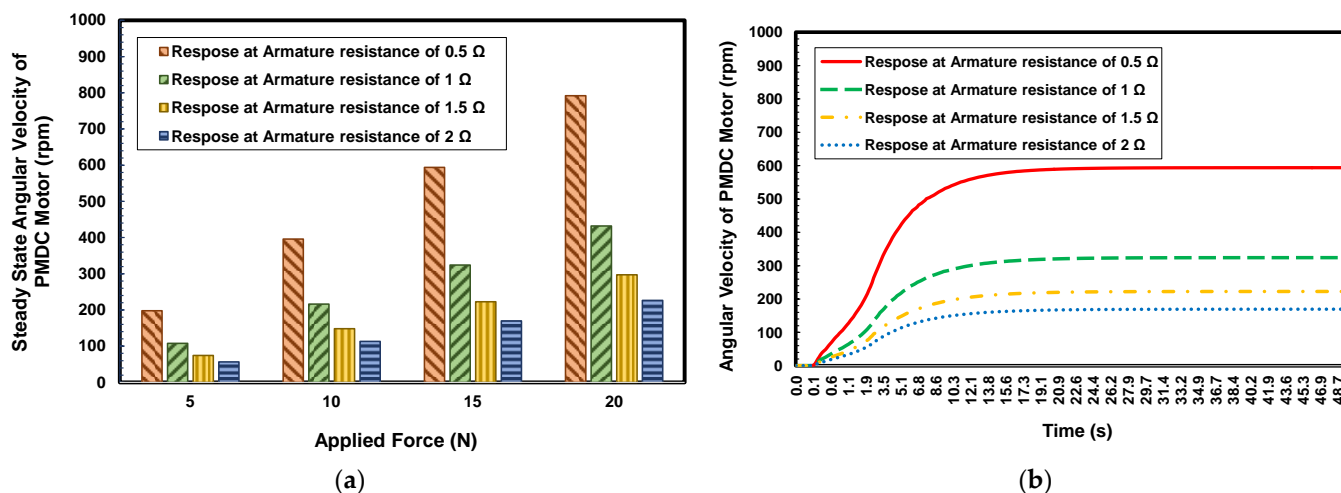 Steady State Angular Velocity of
PMDC Motor (rpm)
1000
900
800
700
600
500
400
300
200
100
0
Respose at Armature resistance of 0.5 Ω
Respose at Armature resistance of 1 Ω
Respose at Armature resistance of 1.5 Ω
Respose at Armature resistance of 2 Ω
5 10 15 20
Applied Force (N)
(a)
Angular Velocity of PMDC Motor (rpm)
1000
900
800
700
600
500
400
300
200
100
0
Respose at Armature resistance of 0.5 Ω
Respose at Armature resistance of 1 Ω
Respose at Armature resistance of 1.5 Ω
Respose at Armature resistance of 2 Ω
0.0 0.1 0.6 1.1 1.9 3.5 5.1 6.8 8.6 10.3 12.1 13.8 15.6 17.3 19.1 20.9 22.6 24.4 26.2 27.9 29.7 31.4 33.2 34.9 36.7 38.4 40.2 41.9 43.6 45.3 46.9 48.7
Time (s)
(b)